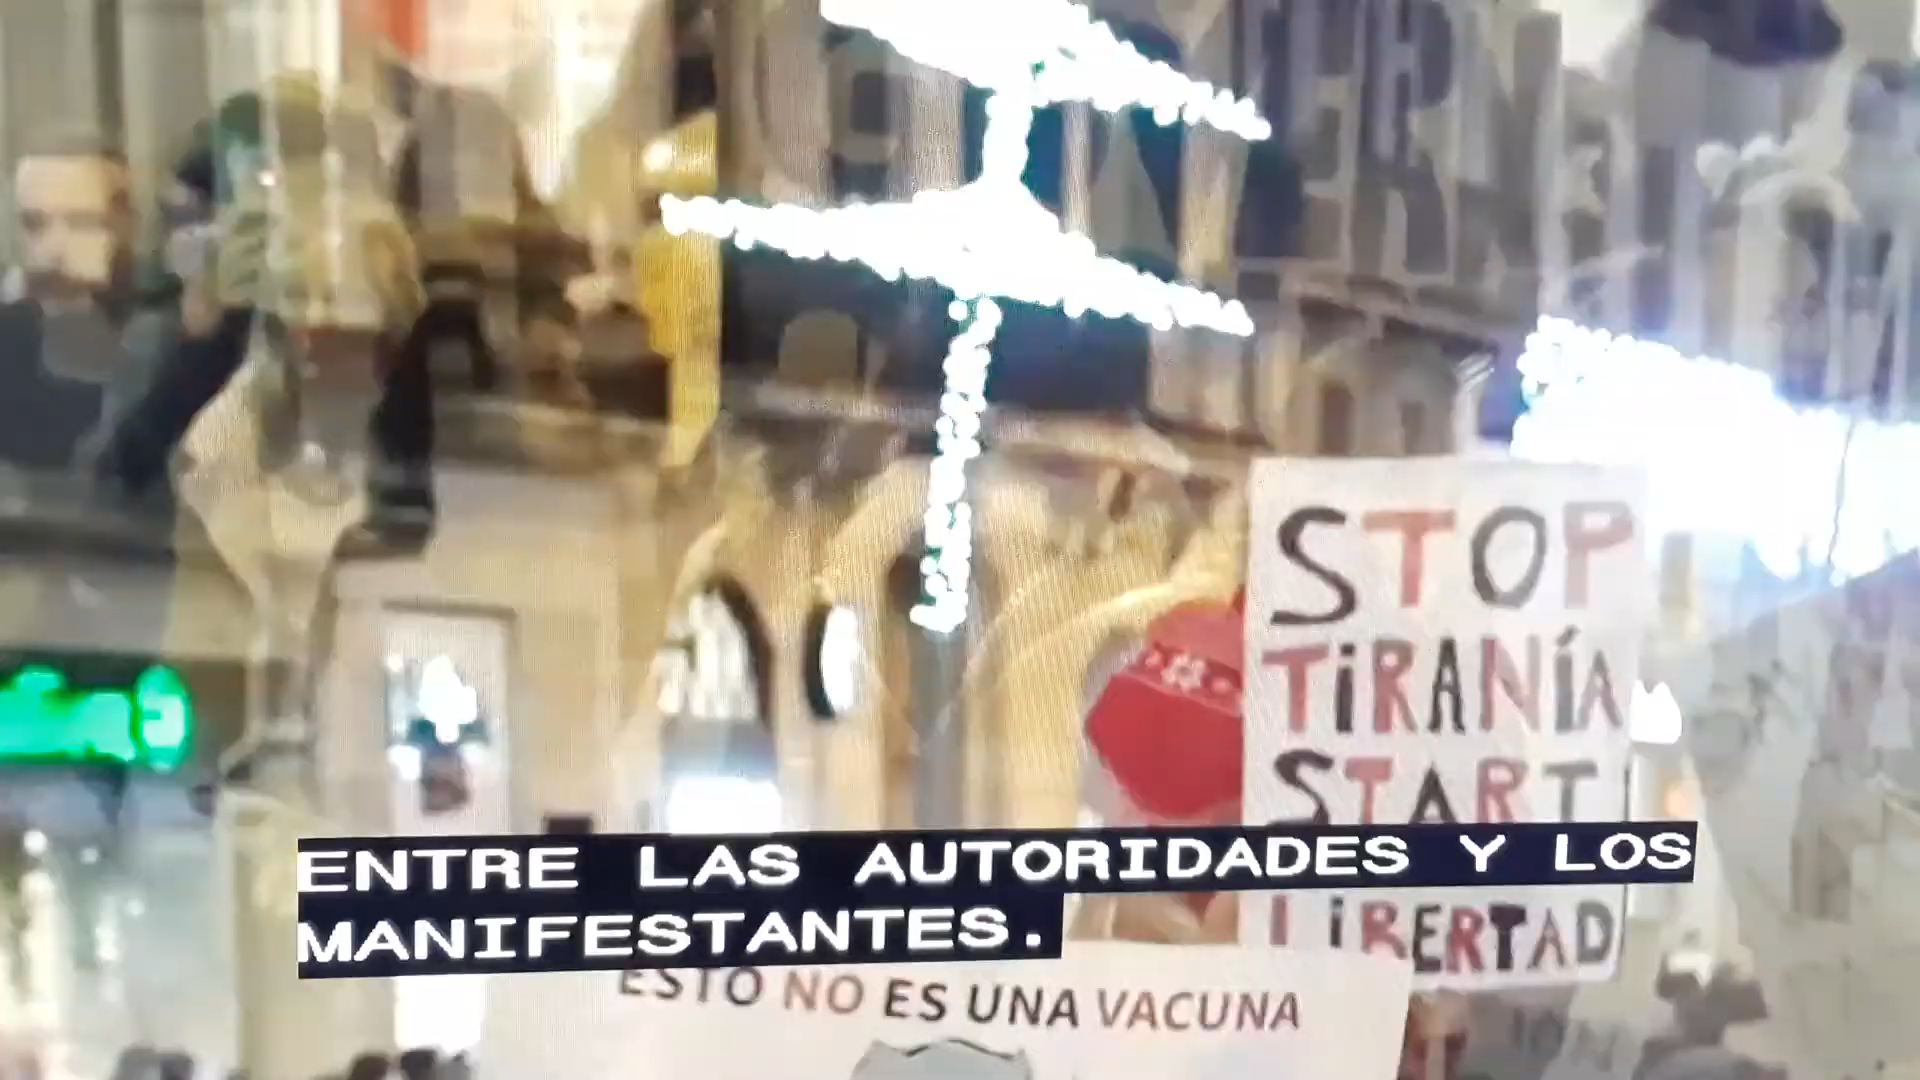 STOP
TIRANÍA
START
LIBERTAD
ENTRE LAS AUTORIDADES Y LOS
MANIFESTANTES.
ESTO NO ES UNA VACUNA